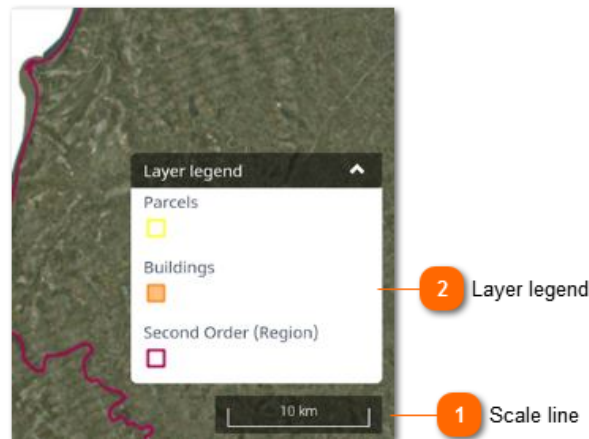 Layer legend
Parcels
Buildings
2 Layer legend
Second Order (Region)
10 km
1 Scale line